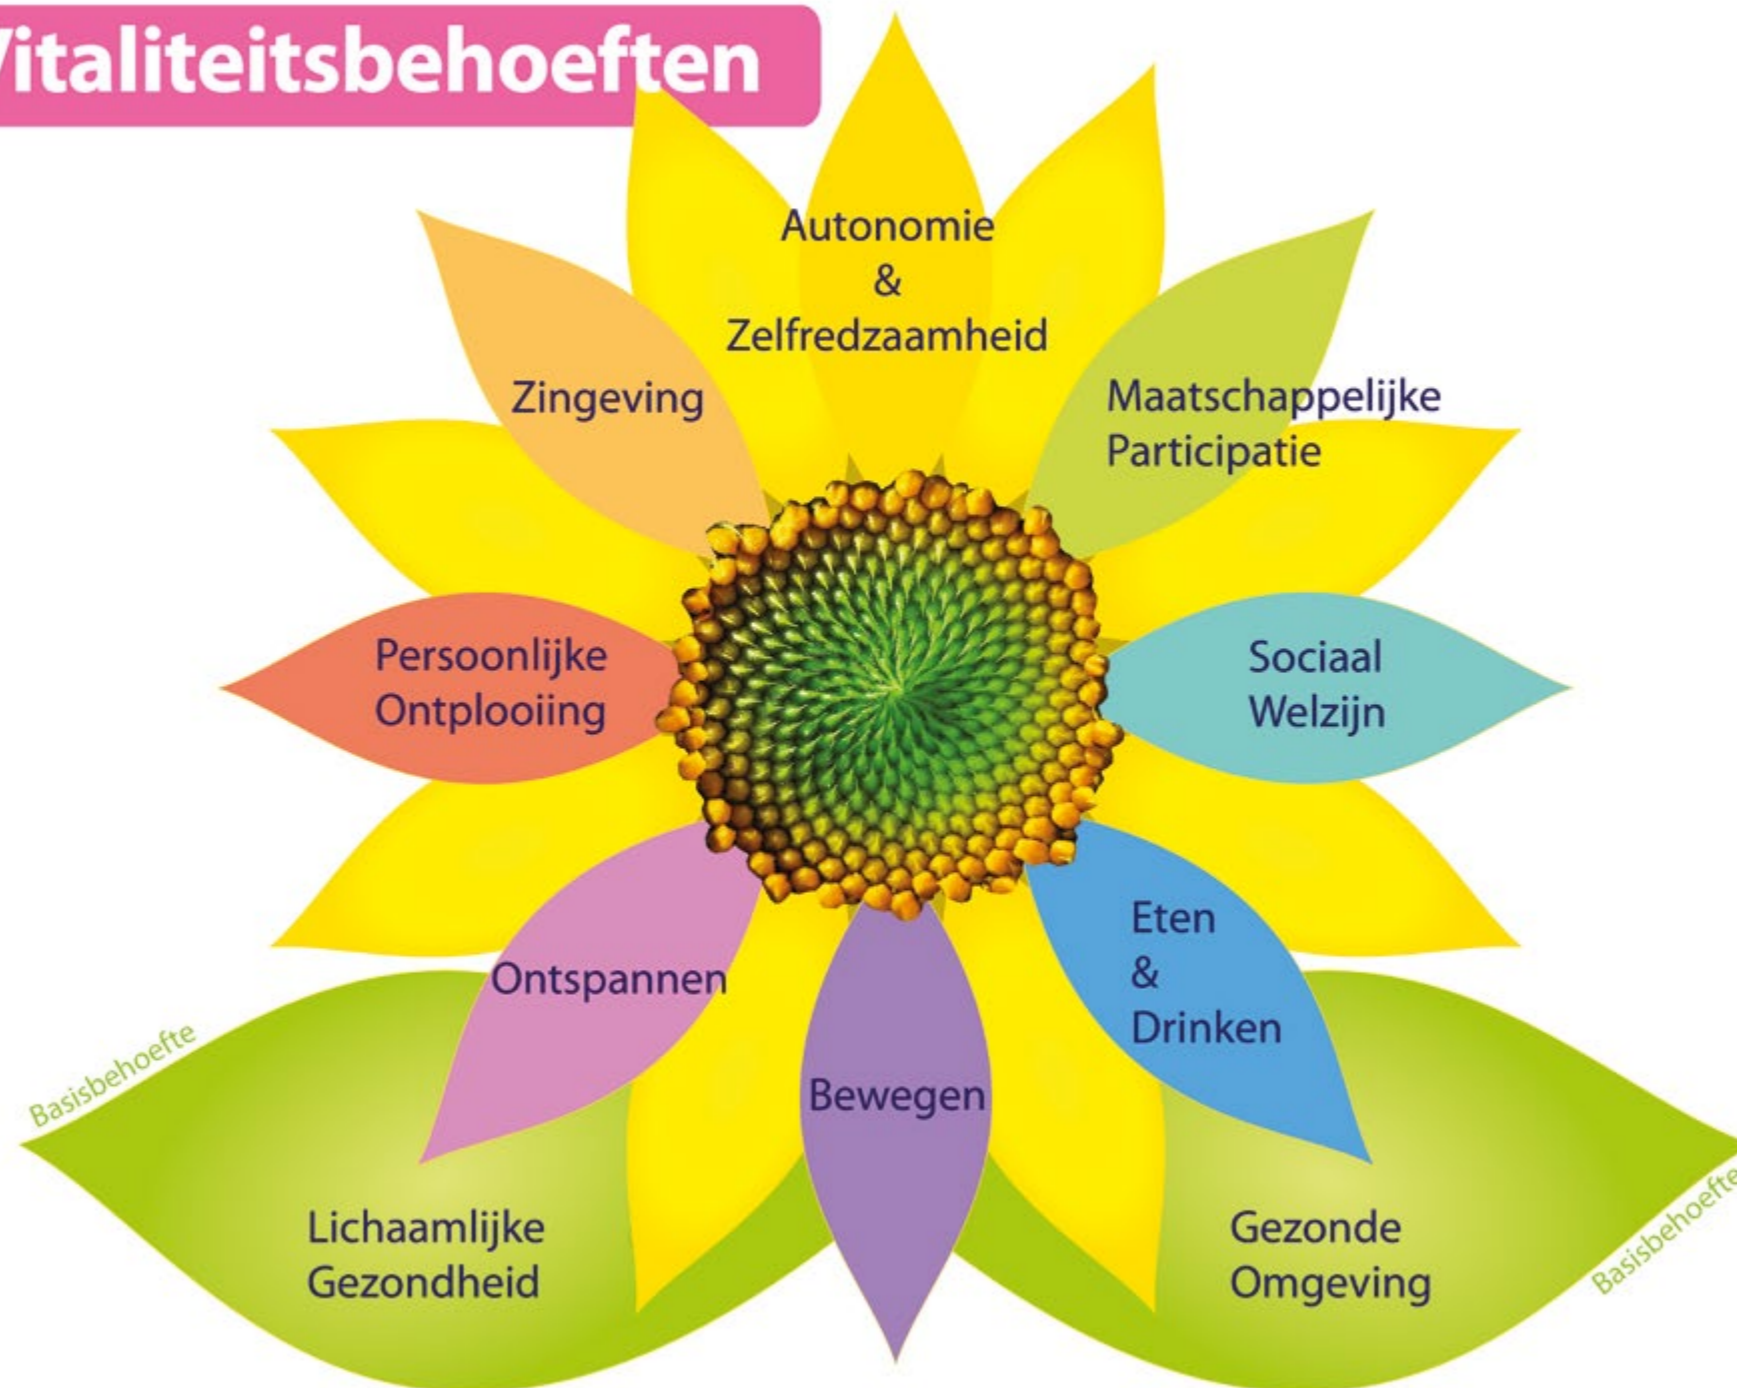 Vitaliteitsbehoeften
Autonomie
&
Zelfredzaamheid
Zingeving
Maatschappelijke
Participatie
Persoonlijke
Ontplooiing
Sociaal
Welzijn
Ontspannen
Eten
&
Drinken
Bewegen
Basisbehoefte
Lichaamlijke
Gezondheid
Gezonde
Omgeving
Basisbehoefte